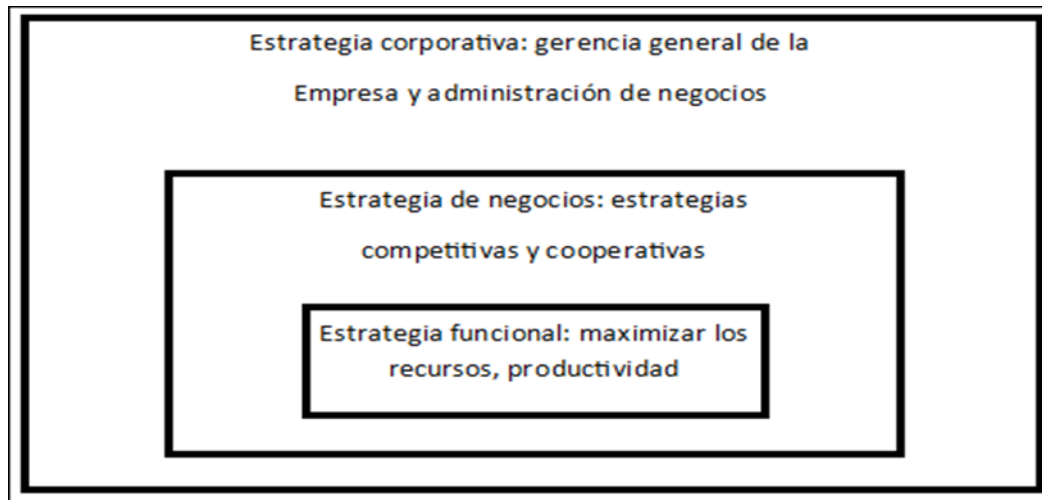 Estrategia corporativa: gerencia general de la
Empresa y administración de negocios
Estrategia de negocios: estrategias
competitivas y cooperativas
Estrategia funcional: maximizar los
recursos, productividad